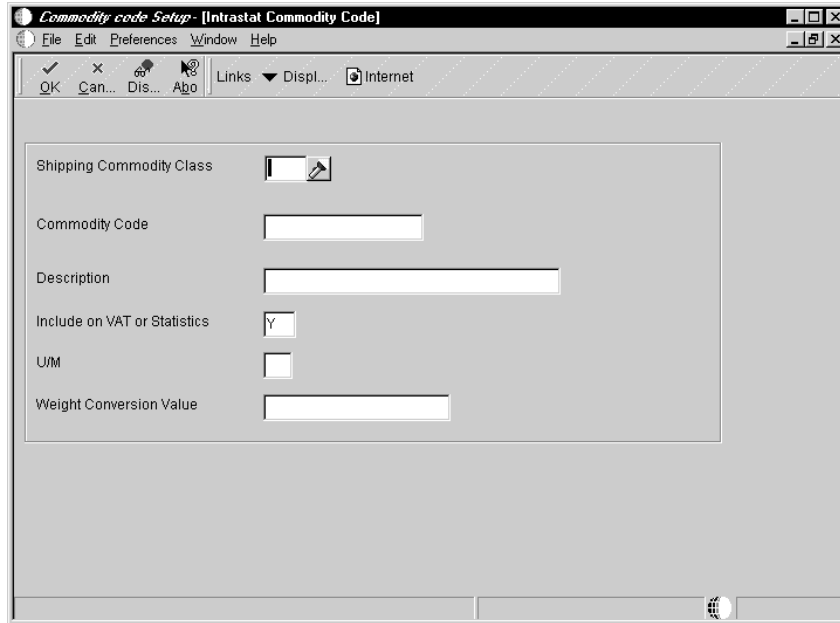 Commodity code Setup - [Intrastat Commodity Code]
File Edit Preferences Window Help
OK Can... Dis... Abo Links Displ... Internet
Shipping Commodity Class
Commodity Code
Description
Include on VAT or Statistics Y
U/M
Weight Conversion Value